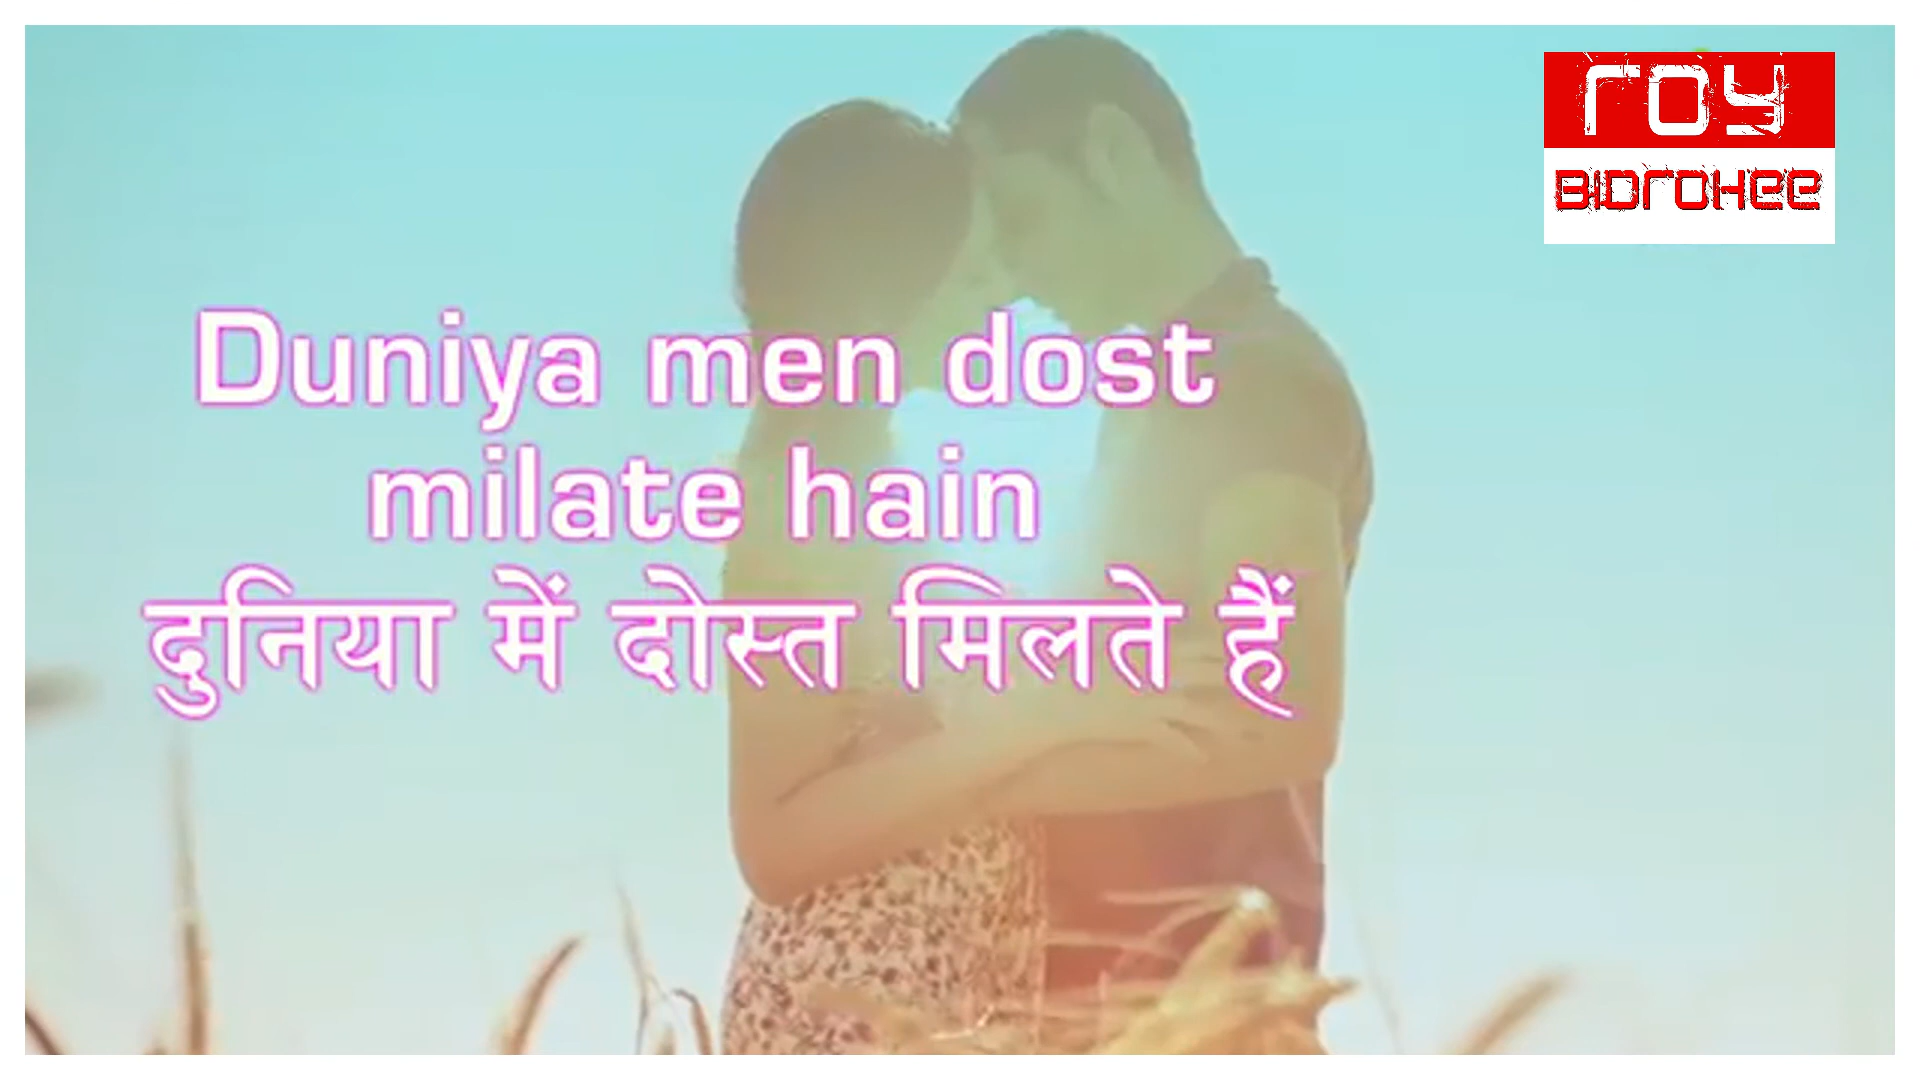 roy
BIDroHee
Duniya men dost
milate hain
दुनिया में दोस्त मिलते हैं